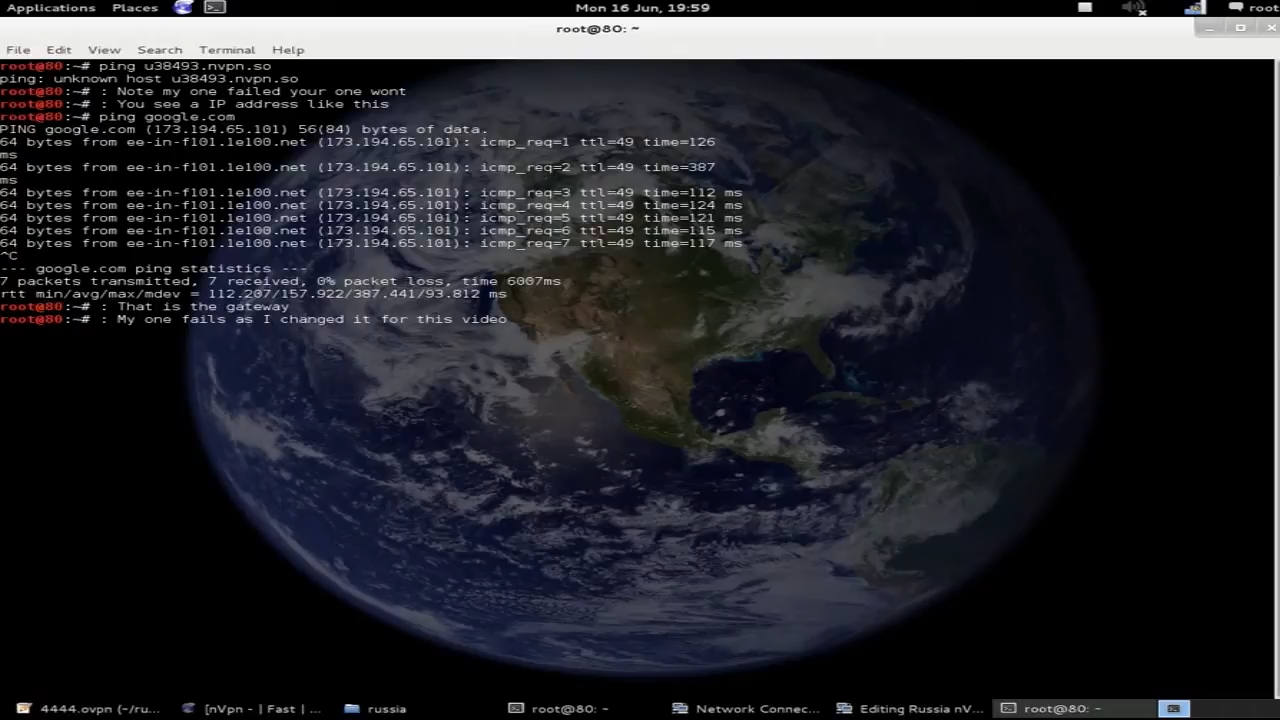 Applications Places Mon 16 Jun, 19:59 root
root@80: ~
File Edit View Search Terminal Help
root@80:~# ping u38493.nvpn.so
ping: unknown host u38493.nvpn.so
root@80:~# : Note my one failed your one wont
root@80:~# : You see a IP address like this
root@80:~# ping google.com
PING google.com (173.194.65.101) 56(84) bytes of data.
64 bytes from ee-in-f101.1e100.net (173.194.65.101): icmp_req=1 ttl=49 time=126
ms
64 bytes from ee-in-f101.1e100.net (173.194.65.101): icmp_req=2 ttl=49 time=387
ms
64 bytes from ee-in-f101.1e100.net (173.194.65.101): icmp_req=3 ttl=49 time=112 ms
64 bytes from ee-in-f101.1e100.net (173.194.65.101): icmp_req=4 ttl=49 time=124 ms
64 bytes from ee-in-f101.1e100.net (173.194.65.101): icmp_req=5 ttl=49 time=121 ms
64 bytes from ee-in-f101.1e100.net (173.194.65.101): icmp_req=6 ttl=49 time=115 ms
64 bytes from ee-in-f101.1e100.net (173.194.65.101): icmp_req=7 ttl=49 time=117 ms
^C
--- google.com ping statistics ---
7 packets transmitted, 7 received, 0% packet loss, time 6007ms
rtt min/avg/max/mdev = 112.207/157.922/387.441/93.812 ms
root@80:~# : That is the gateway
root@80:~# : My one fails as I changed it for this video
4444.ovpn (~/ru... [nVpn - | Fast | ... russia root@80: ~ Network Connec... Editing Russia nV... root@80: ~